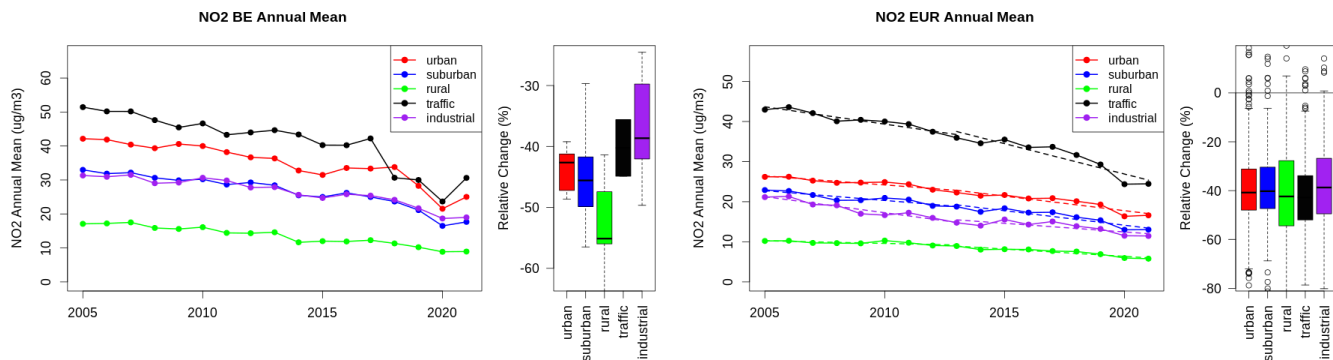 NO2 BE Annual Mean
NO2 BE Annual Mean (ug/m3)
60
50
40
30
20
10
0
2005
2010
2015
2020
urban
suburban
rural
traffic
industrial
Relative Change (%)
-30
-40
-50
-60
urban
suburban
rural
traffic
industrial
NO2 EUR Annual Mean
NO2 EUR Annual Mean (ug/m3)
50
40
30
20
10
0
2005
2010
2015
2020
urban
suburban
rural
traffic
industrial
Relative Change (%)
0
-20
-40
-60
-80
urban
suburban
rural
traffic
industrial